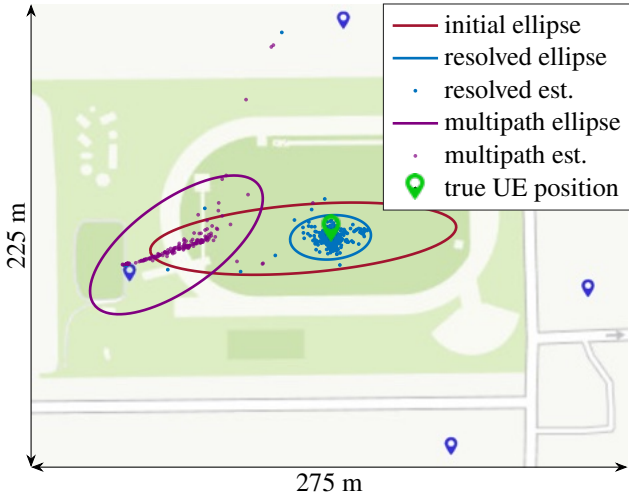 initial ellipse
resolved ellipse
resolved est.
multipath ellipse
multipath est.
true UE position
225 m
275 m